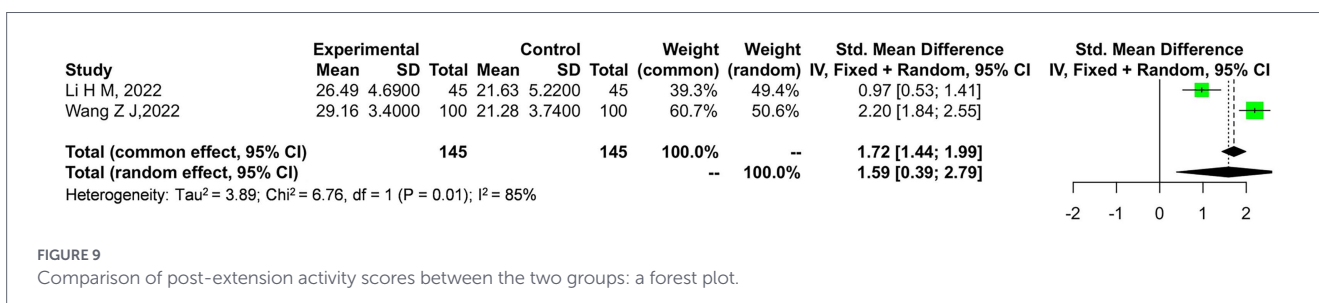 Experimental Control Weight Weight Std. Mean Difference Std. Mean Difference
Study Mean SD Total Mean SD Total (common) (random) IV, Fixed + Random, 95% CI IV, Fixed + Random, 95% CI
Li H M, 2022 26.49 4.6900 45 21.63 5.2200 45 39.3% 49.4% 0.97 [0.53; 1.41]
Wang Z J,2022 29.16 3.4000 100 21.28 3.7400 100 60.7% 50.6% 2.20 [1.84; 2.55]
Total (common effect, 95% CI) 145 145 100.0% -- 1.72 [1.44; 1.99]
Total (random effect, 95% CI) -- 100.0% 1.59 [0.39; 2.79]
Heterogeneity: Tau² = 3.89; Chi² = 6.76, df = 1 (P = 0.01); I² = 85%
-2 -1 0 1 2
FIGURE 9
Comparison of post-extension activity scores between the two groups: a forest plot.